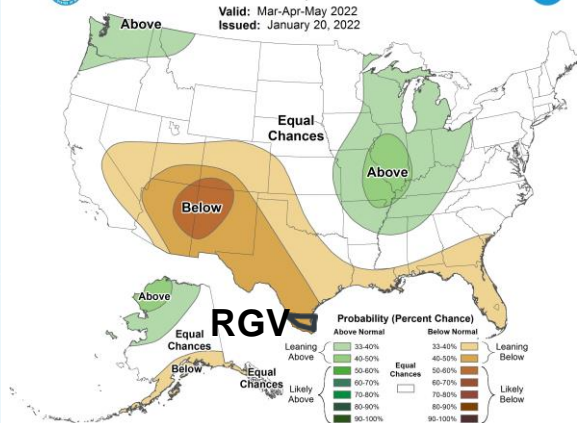 Valid: Mar-Apr-May 2022
Issued: January 20, 2022
Above
Equal
Chances
Above
Below
Above
Equal
Chances
Below
Equal
Chances
RGV
Probability (Percent Chance)
Above Normal Below Normal
Leaning
Above
33-40% 33-40%
40-50% 40-50%
Leaning
Below
Equal
Chances
Likely
Above
50-60% 50-60%
60-70% 60-70%
70-80% 70-80%
80-90% 80-90%
90-100% 90-100%
Likely
Below